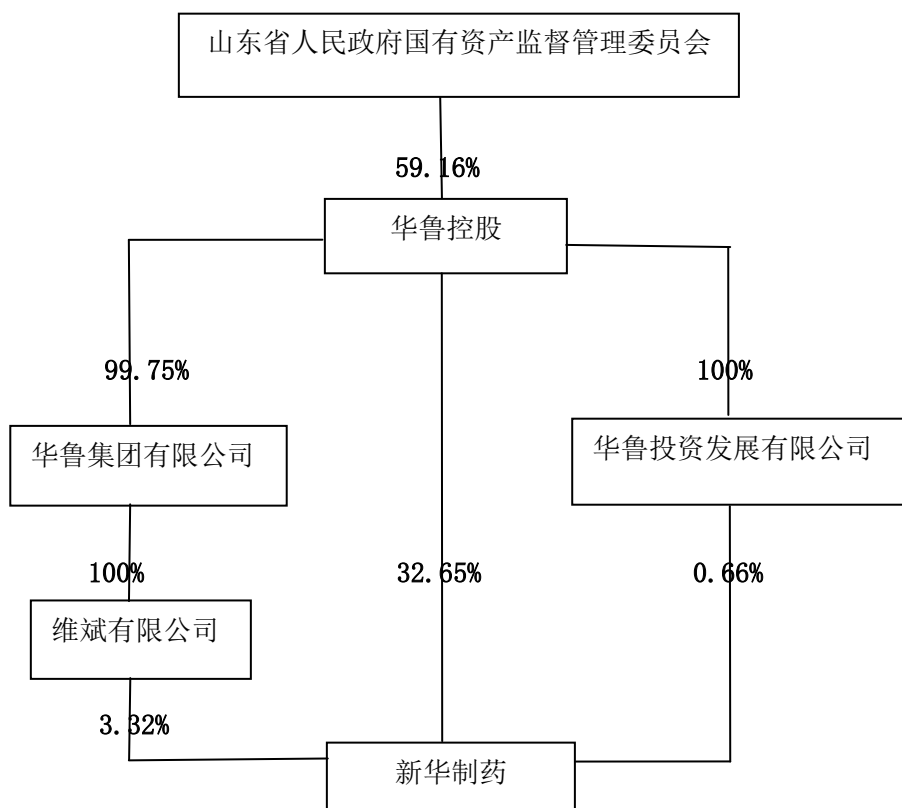 山东省人民政府国有资产监督管理委员会
59.16%
华鲁控股
99.75%
100%
华鲁集团有限公司
华鲁投资发展有限公司
100%
32.65%
0.66%
维斌有限公司
3.32%
新华制药